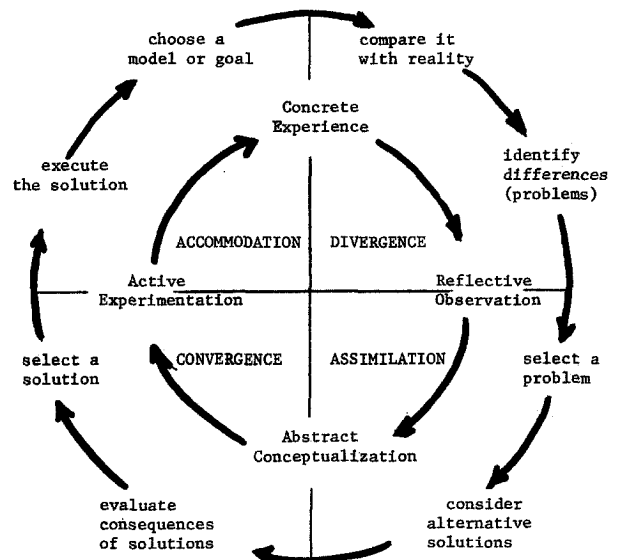 choose a
model or goal
compare it
with reality
Concrete
Experience
identify
differences
(problems)
execute
the solution
ACCOMMODATION
DIVERGENCE
Active
Experimentation
Reflective
Observation
CONVERGENCE
ASSIMILATION
select a
solution
select a
problem
Abstract
Conceptualization
evaluate
consequences
of solutions
consider
alternative
solutions